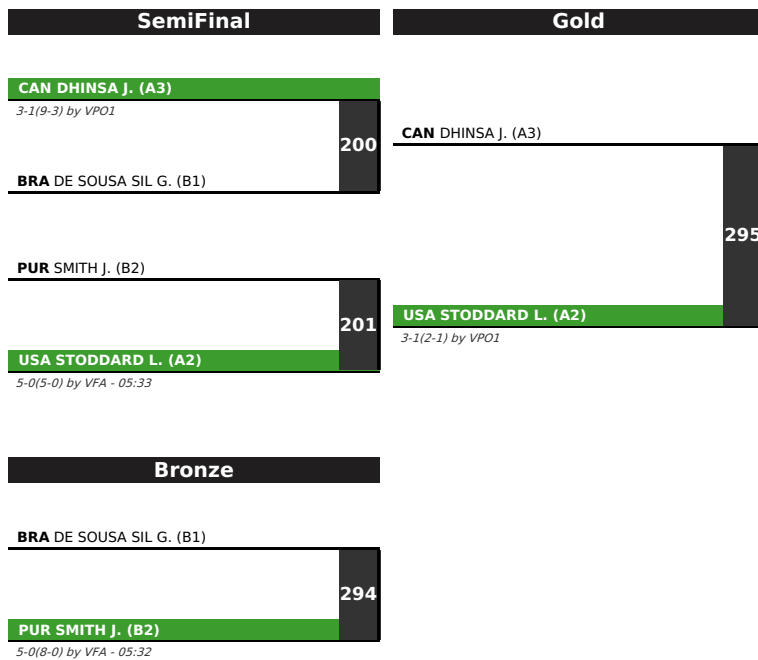 SemiFinal
CAN DHINSA J. (A3)
3-1(9-3) by VPO1
200
BRA DE SOUSA SIL G. (B1)
PUR SMITH J. (B2)
201
USA STODDARD L. (A2)
5-0(5-0) by VFA - 05:33
Gold
CAN DHINSA J. (A3)
295
USA STODDARD L. (A2)
3-1(2-1) by VPO1
Bronze
BRA DE SOUSA SIL G. (B1)
294
PUR SMITH J. (B2)
5-0(8-0) by VFA - 05:32